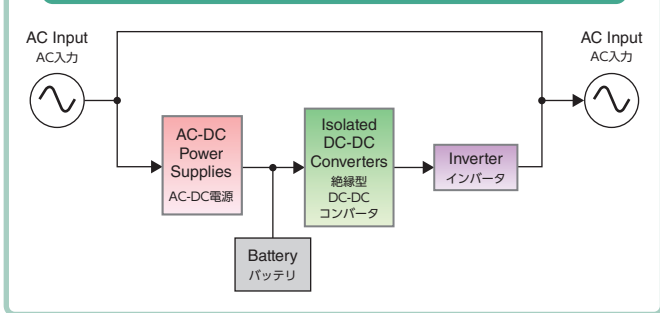 AC Input
AC入力
AC Input
AC入力
AC-DC
Power
Supplies
AC-DC電源
Isolated
DC-DC
Converters
絶縁型
DC-DC
コンバータ
Inverter
インバータ
Battery
バッテリ